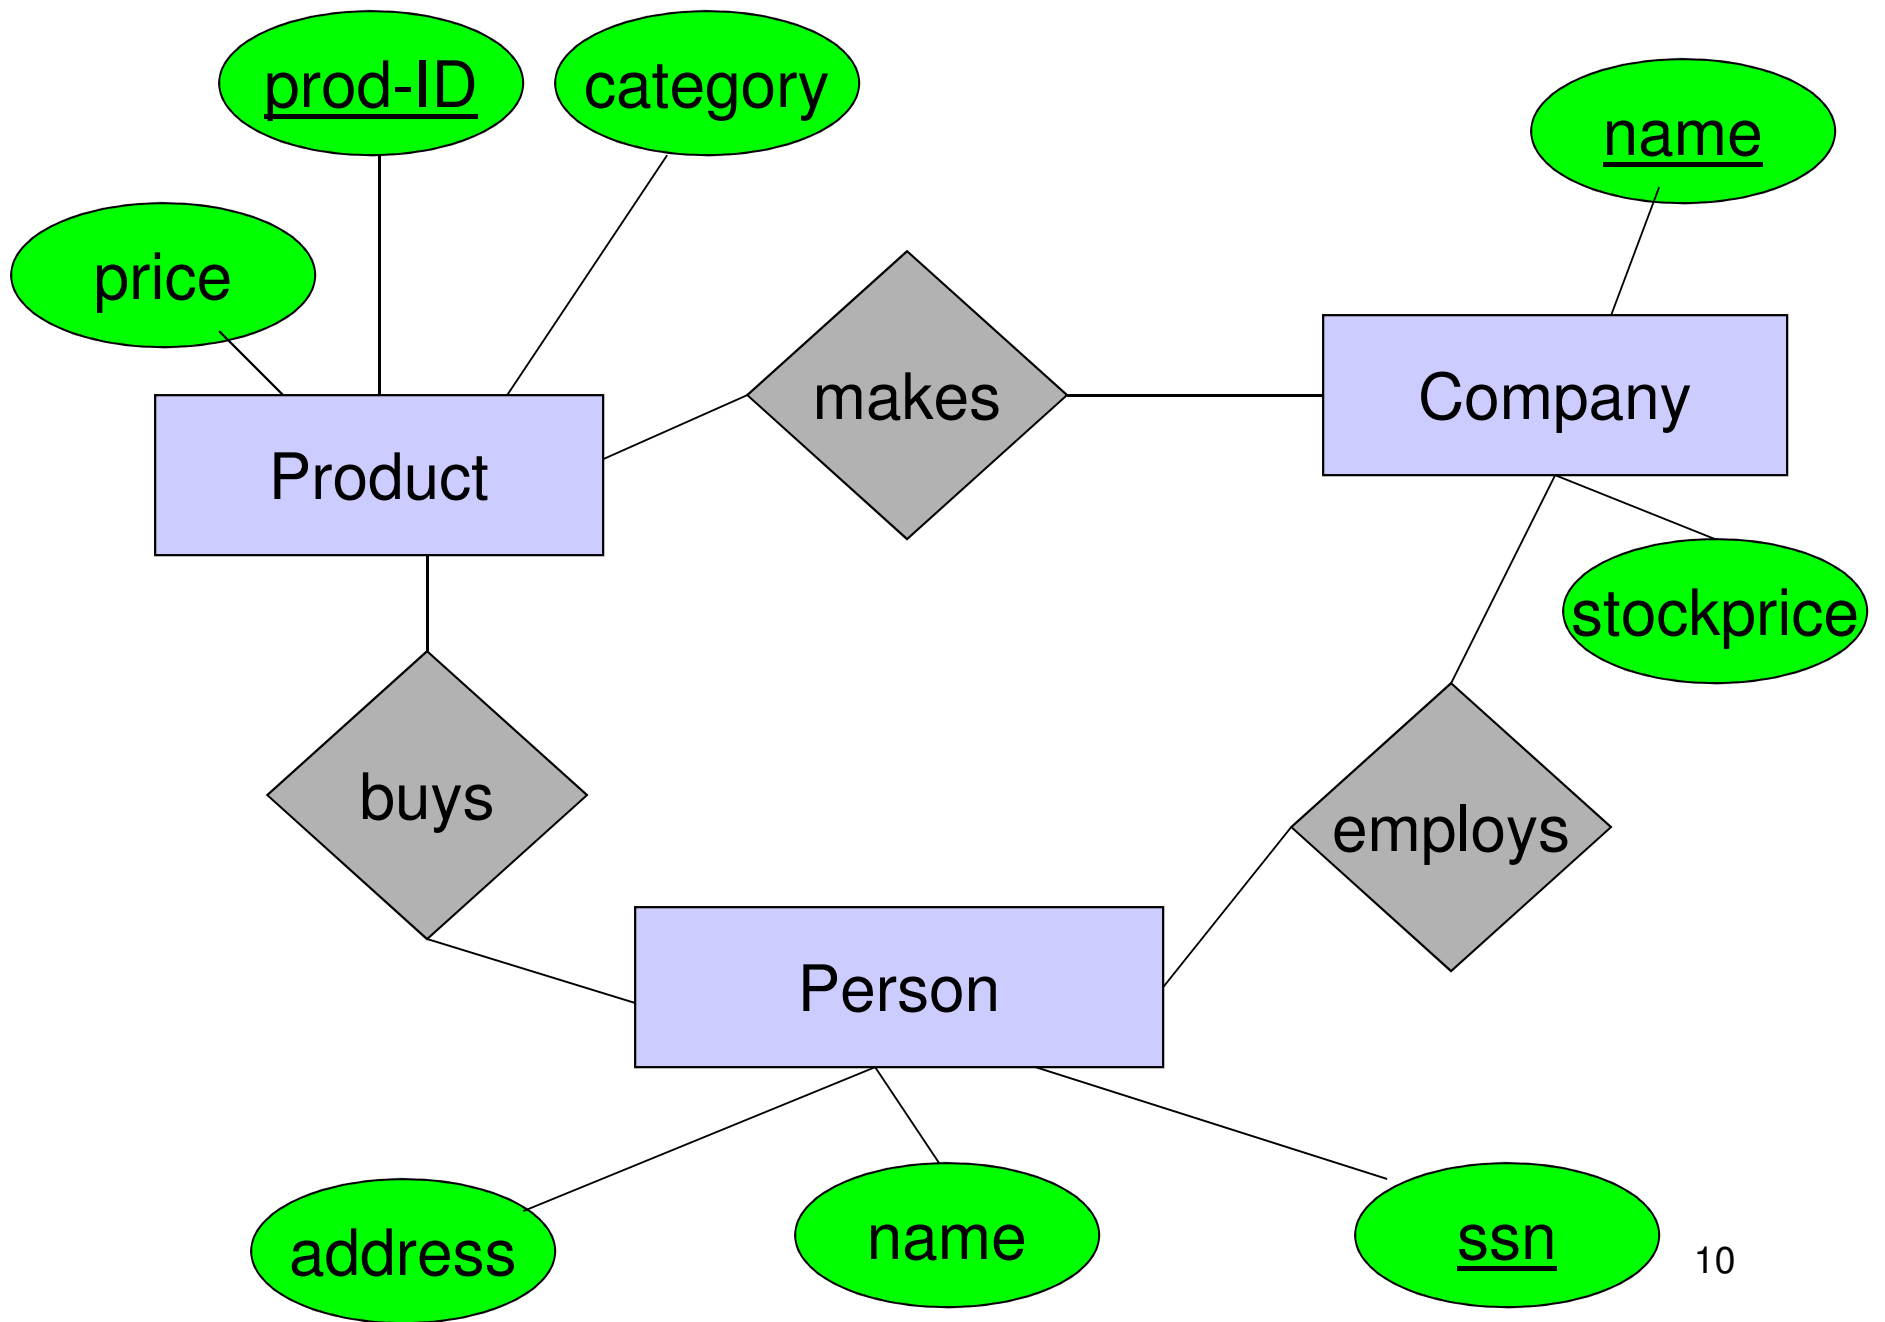 prod-ID
category
name
price
makes
Company
Product
stockprice
buys
employs
Person
address
name
ssn
10